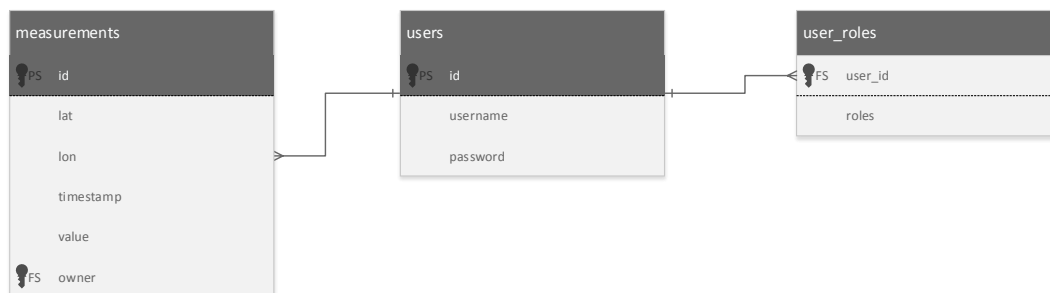 measurements
PS id
lat
lon
timestamp
value
FS owner
users
PS id
username
password
user_roles
FS user_id
roles